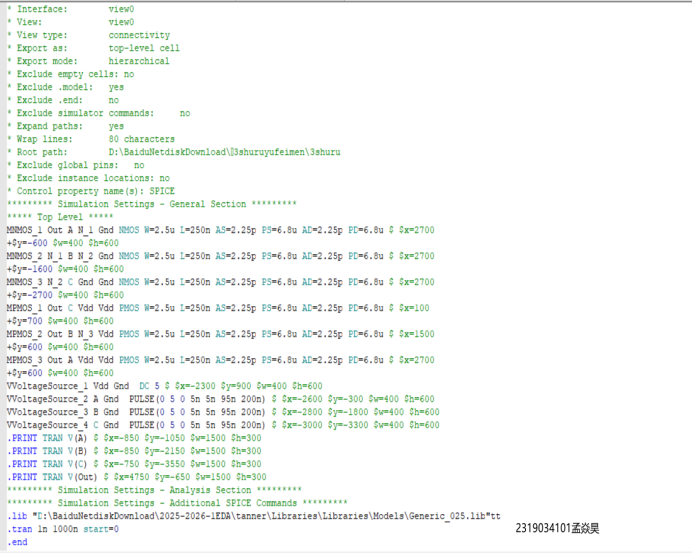 * Interface: view0
* View: view0
* View type: connectivity
* Export as: top-level cell
* Export mode: hierarchical
* Exclude empty cells: no
* Exclude .model: yes
* Exclude .end: no
* Exclude simulator commands: no
* Expand paths: yes
* Wrap lines: 80 characters
* Root path: D:\BaiduNetdiskDownload\3shuruyufeimen\3shuru
* Exclude global pins: no
* Exclude instance locations: no
* Control property name(s): SPICE
********* Simulation Settings - General Section *********
***** Top Level *****
MNMOS_1 Out A N_1 Gnd NMOS W=2.5u L=250n AS=2.25p PS=6.8u AD=2.25p PD=6.8u $ $x=2700
+$y=-600 $w=400 $h=600
MNMOS_2 N_1 B N_2 Gnd NMOS W=2.5u L=250n AS=2.25p PS=6.8u AD=2.25p PD=6.8u $ $x=2700
+$y=-1600 $w=400 $h=600
MNMOS_3 N_2 C Gnd Gnd NMOS W=2.5u L=250n AS=2.25p PS=6.8u AD=2.25p PD=6.8u $ $x=2700
+$y=-2700 $w=400 $h=600
MPMOS_1 Out C Vdd Vdd PMOS W=2.5u L=250n AS=2.25p PS=6.8u AD=2.25p PD=6.8u $ $x=100
+$y=700 $w=400 $h=600
MPMOS_2 Out B N_3 Vdd PMOS W=2.5u L=250n AS=2.25p PS=6.8u AD=2.25p PD=6.8u $ $x=1500
+$y=600 $w=400 $h=600
MPMOS_3 Out A Vdd Vdd PMOS W=2.5u L=250n AS=2.25p PS=6.8u AD=2.25p PD=6.8u $ $x=2700
+$y=600 $w=400 $h=600
VVoltageSource_1 Vdd Gnd DC 5 $ $x=-2300 $y=900 $w=400 $h=600
VVoltageSource_2 A Gnd PULSE(0 5 0 5n 5n 95n 200n) $ $x=-2600 $y=-300 $w=400 $h=600
VVoltageSource_3 B Gnd PULSE(0 5 0 5n 5n 95n 200n) $ $x=-2800 $y=-1800 $w=400 $h=600
VVoltageSource_4 C Gnd PULSE(0 5 0 5n 5n 95n 200n) $ $x=-3000 $y=-3300 $w=400 $h=600
.PRINT TRAN V(A) $ $x=-850 $y=-1050 $w=1500 $h=300
.PRINT TRAN V(B) $ $x=-850 $y=-2150 $w=1500 $h=300
.PRINT TRAN V(C) $ $x=-750 $y=-3550 $w=1500 $h=300
.PRINT TRAN V(Out) $ $x=4750 $y=-650 $w=1500 $h=300
********* Simulation Settings - Analysis Section *********
********* Simulation Settings - Additional SPICE Commands *********
.lib "D:\BaiduNetdiskDownload\2025-2026-1EDA\tanner\Libraries\Libraries\Models\Generic_025.lib"tt
.tran 1n 1000n start=0
.end
2319034101孟焱昊